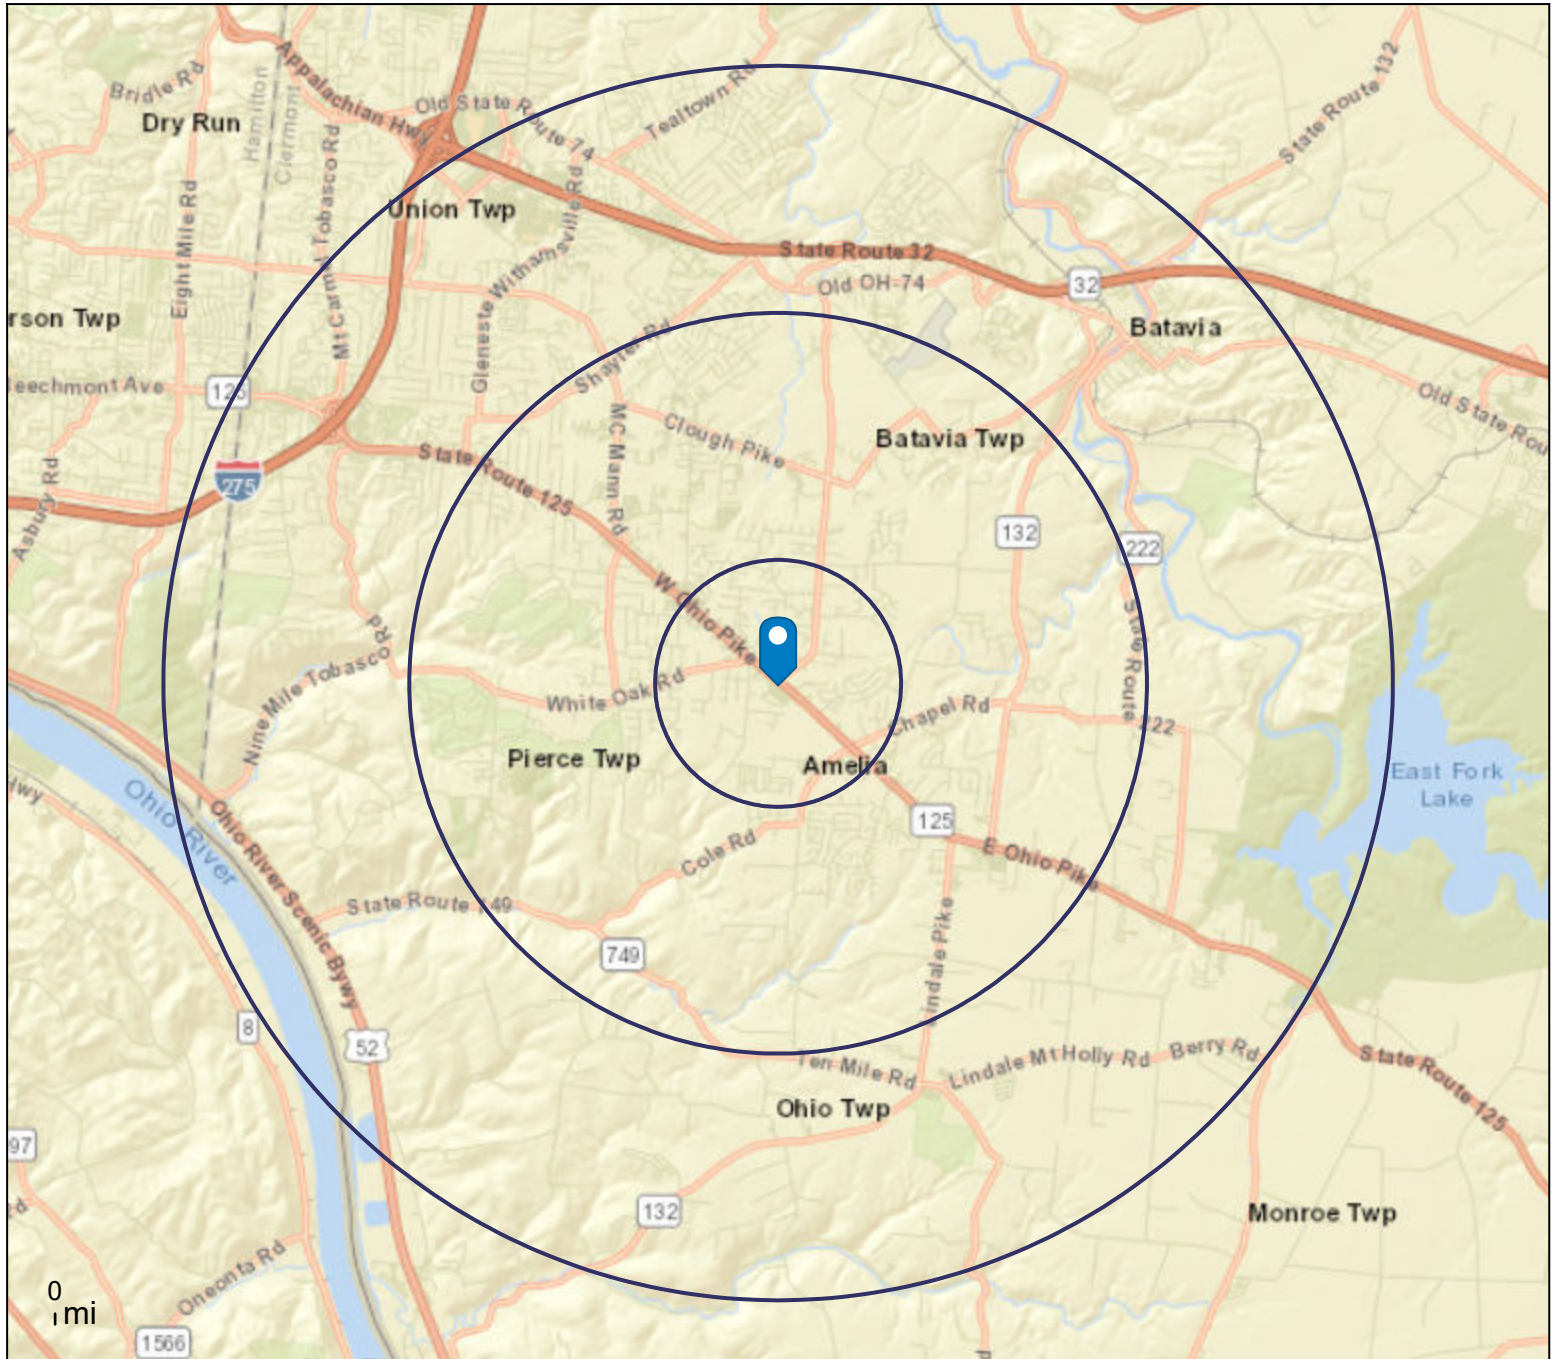 Bridle Rd
Dry Run
Hamilton
Clermont
Appalachian Hwy
Old State Route 74
Tealtown Rd
State Route 132
Eight Mile Rd
Mt Carmel Tobasco Rd
Union Twp
Gleneste Withamsville Rd
State Route 32
Old OH-74
32
Batavia
rson Twp
Shayler Rd
eechmont Ave
125
Old State Rou
MC Mann Rd
Clough Pike
Batavia Twp
State Route 125
275
Asbury Rd
132
222
W Ohio Pike
State Route 222
Nine Mile Tobasco Rd
White Oak Rd
Chapel Rd
Pierce Twp
Amelia
East Fork
Lake
Hwy
Ohio River
Ohio River Scenic Bywy
125
E Ohio Pike
Cole Rd
State Route 749
749
Lindale Pike
8
52
Ten Mile Rd
Lindale Mt Holly Rd
Berry Rd
State Route 125
Ohio Twp
97
132
Monroe Twp
Oneonta Rd
0
mi
1566